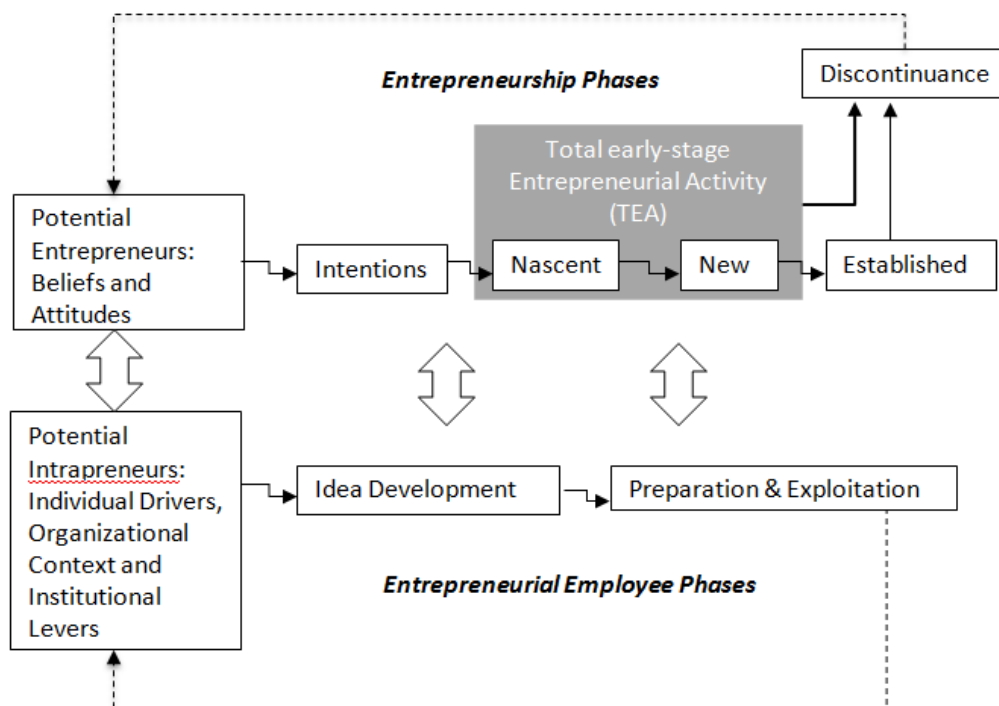 Entrepreneurship Phases
Discontinuance
Total early-stage
Entrepreneurial Activity
(TEA)
Potential
Entrepreneurs:
Beliefs and
Attitudes
Intentions
Nascent
New
Established
Potential
Intrapreneurs:
Individual Drivers,
Organizational
Context and
Institutional
Levers
Idea Development
Preparation & Exploitation
Entrepreneurial Employee Phases